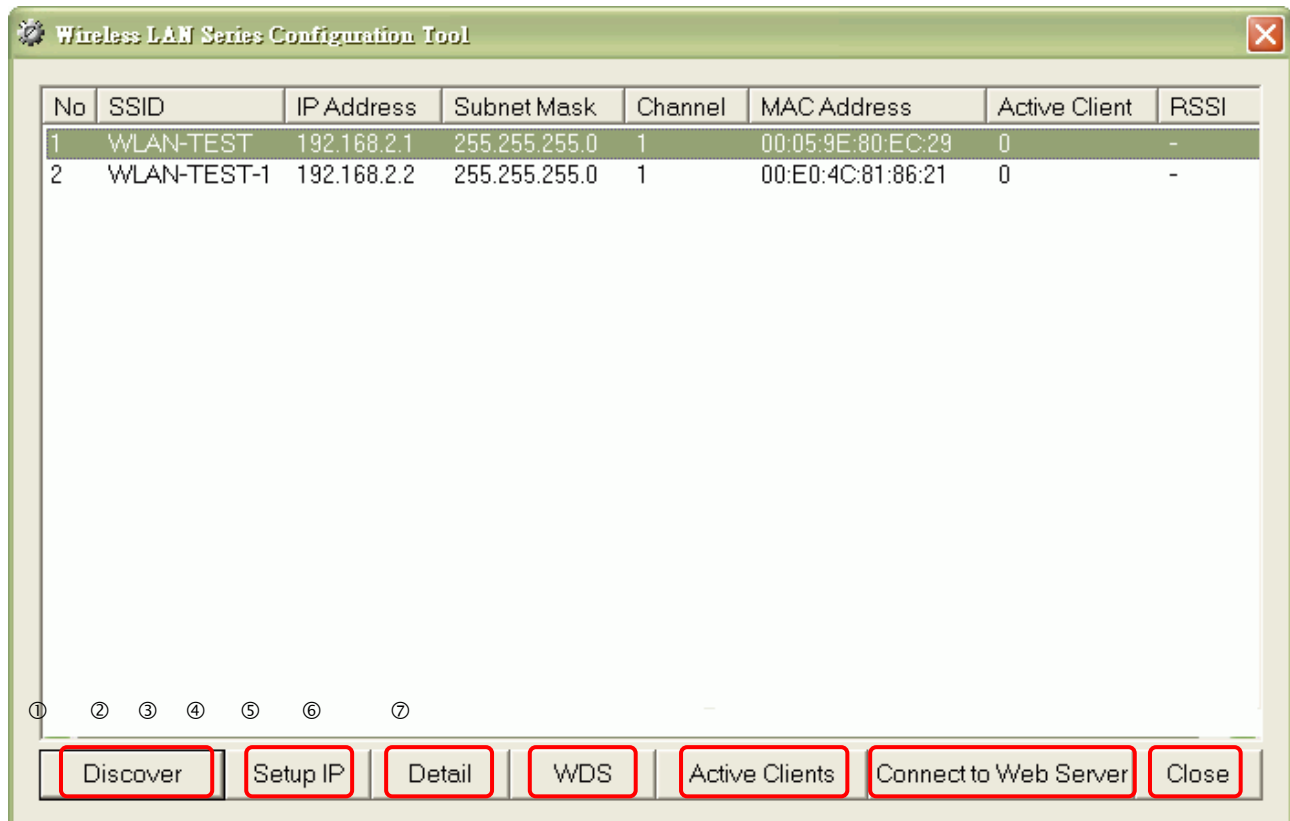 Wireless LAN Series Configuration Tool
No SSID IP Address Subnet Mask Channel MAC Address Active Client RSSI
1 WLAN-TEST 192.168.2.1 255.255.255.0 1 00:05:9E:80:EC:29 0 -
2 WLAN-TEST-1 192.168.2.2 255.255.255.0 1 00:E0:4C:81:86:21 0 -
① ② ③ ④ ⑤ ⑥ ⑦
Discover Setup IP Detail WDS Active Clients Connect to Web Server Close